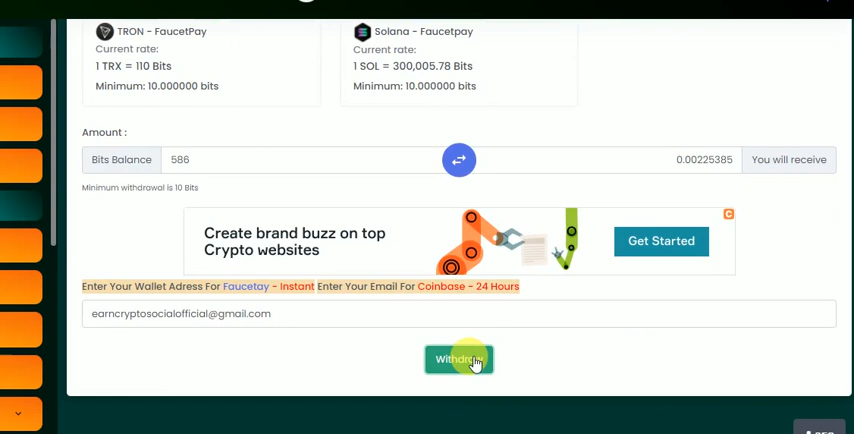 TRON - FaucetPay
Current rate:
1 TRX = 110 Bits
Minimum: 10.000000 bits
Solana - Faucetpay
Current rate:
1 SOL = 300,005.78 Bits
Minimum: 10.000000 bits
Amount :
Bits Balance 586 0.00225385 You will receive
Minimum withdrawal is 10 Bits
Create brand buzz on top
Crypto websites
Get Started
Enter Your Wallet Adress For Faucetay - Instant Enter Your Email For Coinbase - 24 Hours
earncryptosocialofficial@gmail.com
Withdraw